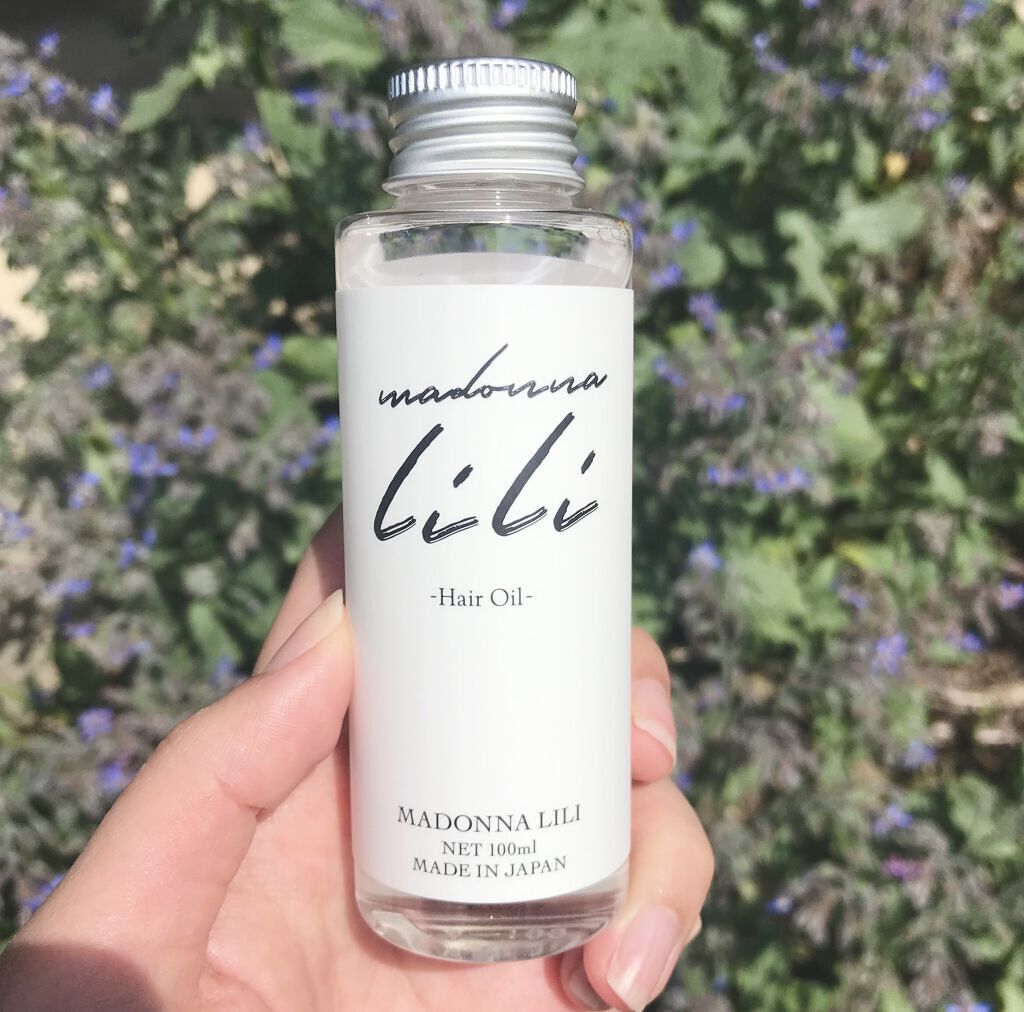 madonna
lili
-Hair Oil-
MADONNA LILI
NET 100ml
MADE IN JAPAN